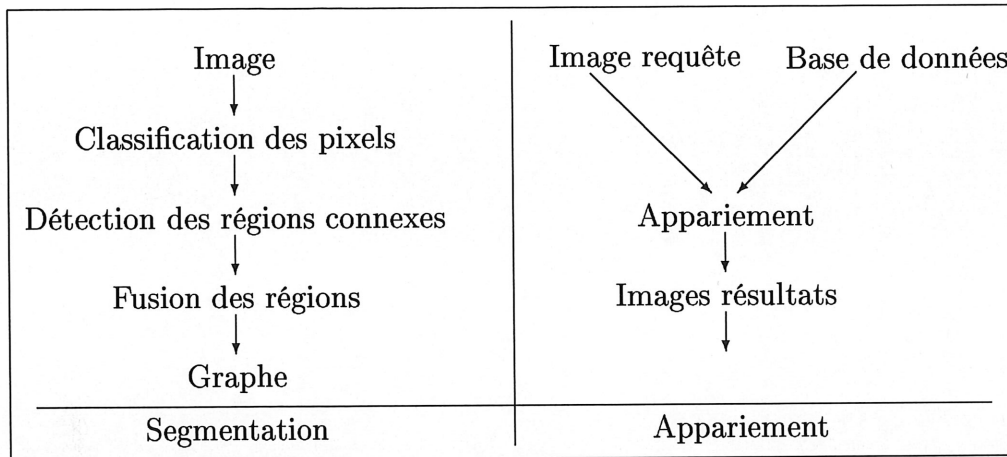 Image
Classification des pixels
Détection des régions connexes
Fusion des régions
Graphe
Segmentation
Image requête
Base de données
Appariement
Images résultats
Appariement